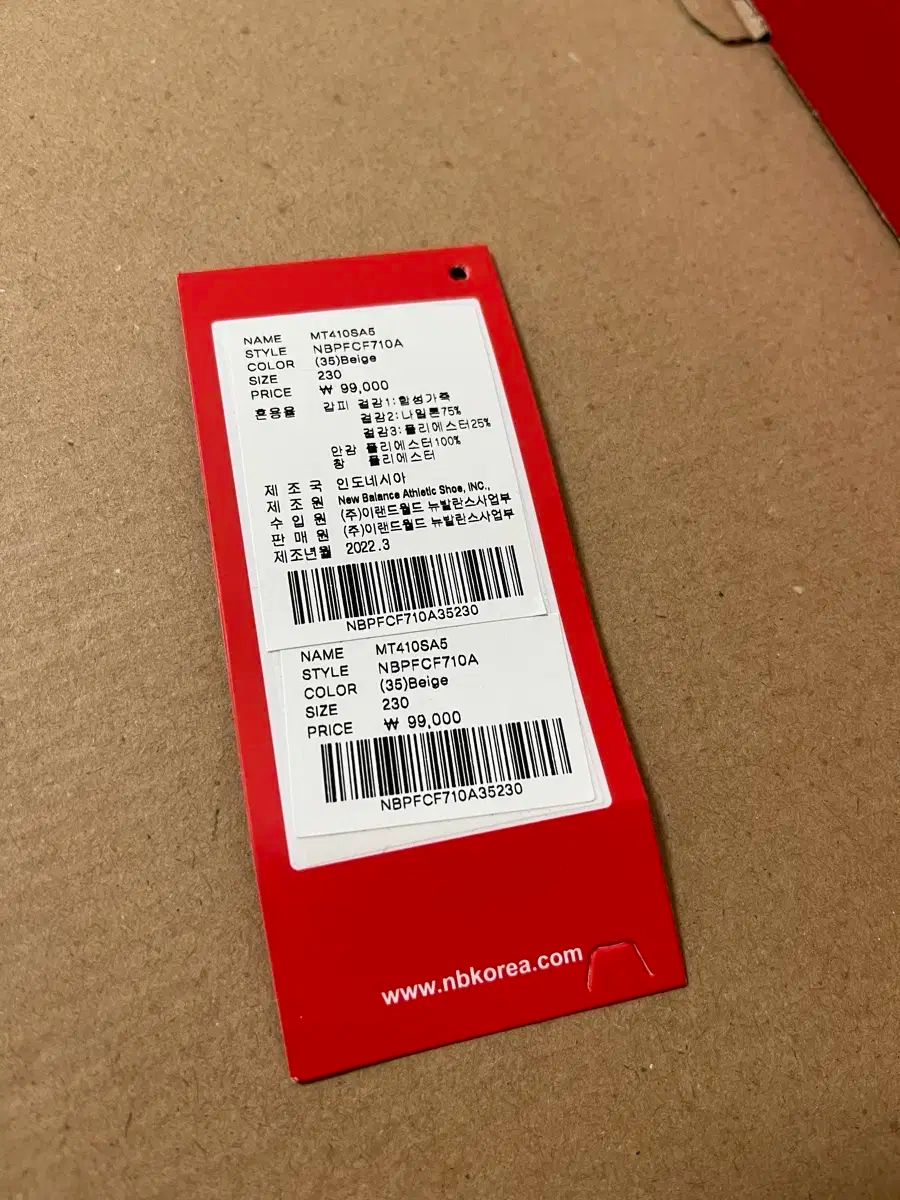 NAME MT410SA5
STYLE NBPFCF710A
COLOR (35)Beige
SIZE 230
PRICE ₩ 99,000
혼용율 갑피 겉감1:합성가죽
겉감2:나일론75%
겉감3:폴리에스터25%
안감 폴리에스터100%
창 폴리에스터
제 조 국 인도네시아
제 조 원 New Balance Athletic Shoe, INC.,
수 입 원 (주)이랜드월드 뉴발란스사업부
판 매 원 (주)이랜드월드 뉴발란스사업부
제조년월 2022.3
NBPFCF710A35230
NAME MT410SA5
STYLE NBPFCF710A
COLOR (35)Beige
SIZE 230
PRICE ₩ 99,000
NBPFCF710A35230
www.nbkorea.com